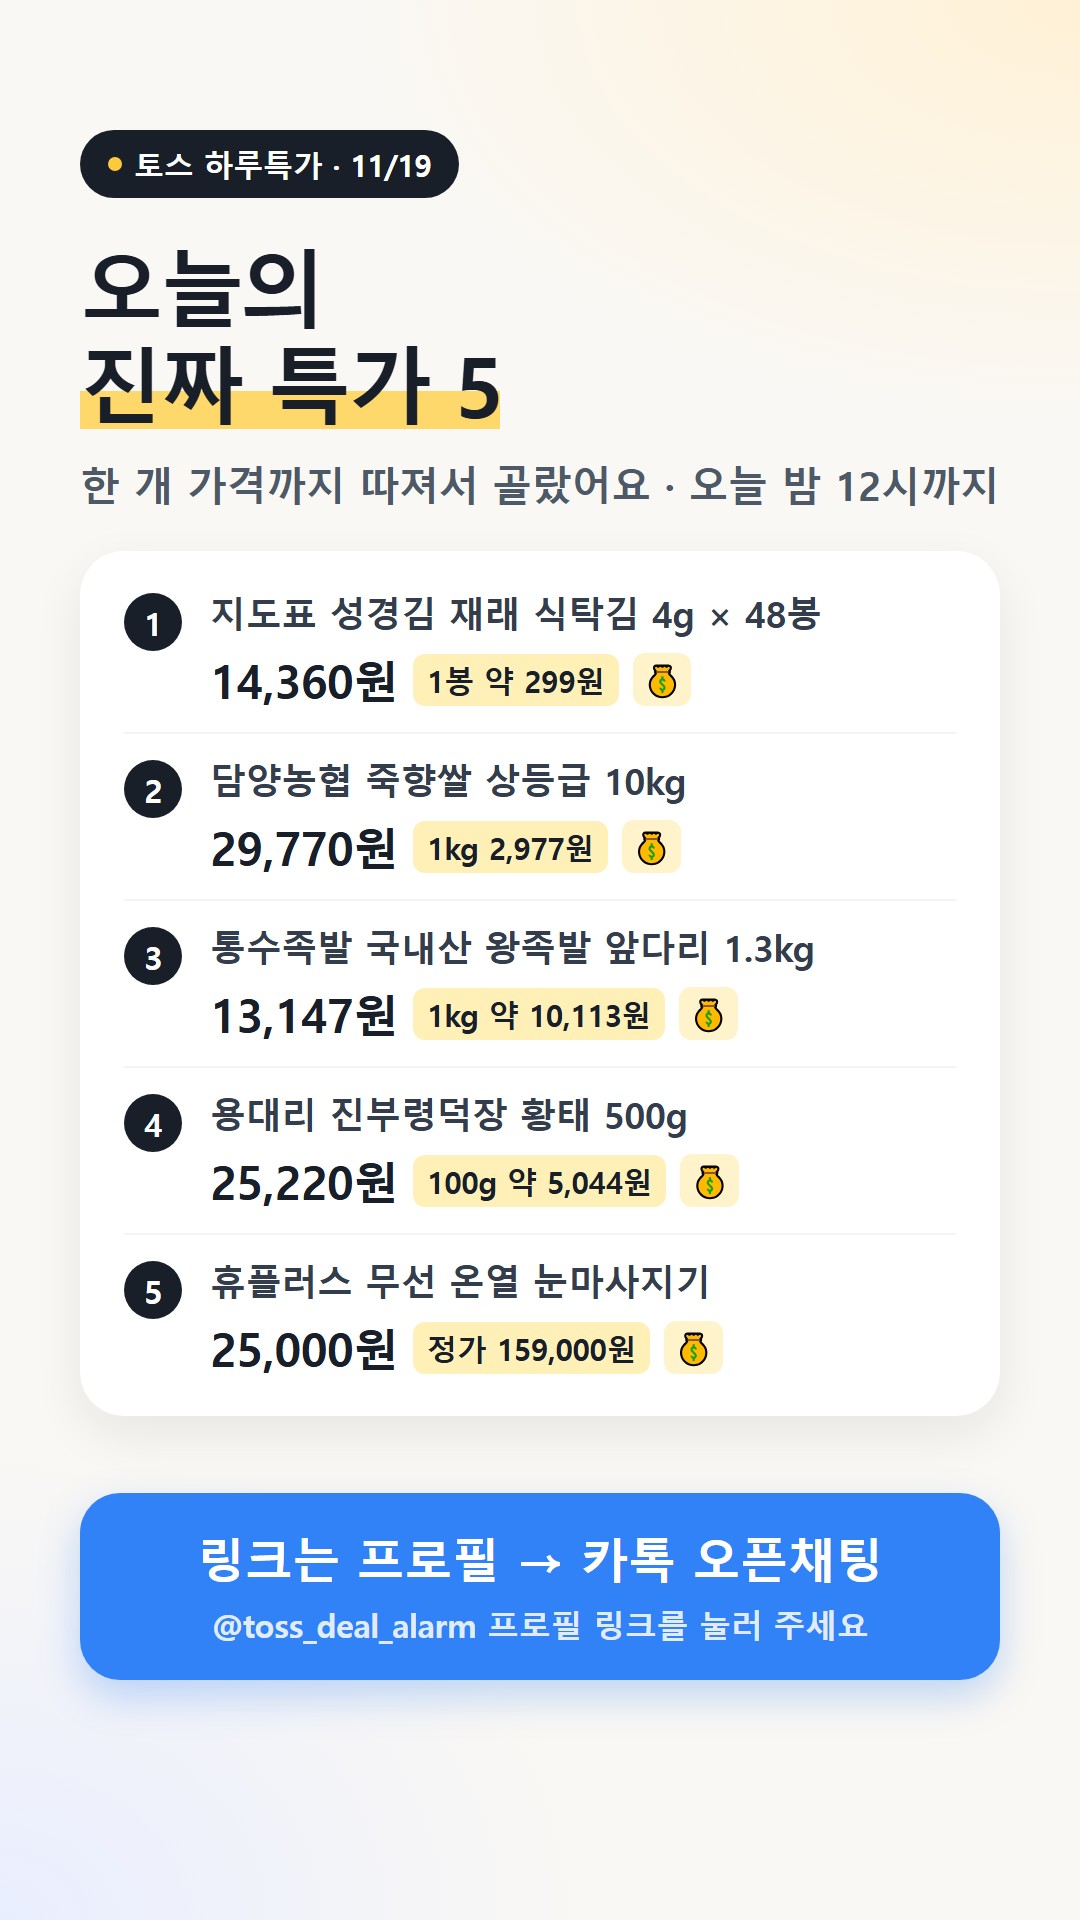 토스 하루특가 · 11/19
오늘의
진짜 특가 5
한 개 가격까지 따져서 골랐어요 · 오늘 밤 12시까지
1 지도표 성경김 재래 식탁김 4g × 48봉
14,360원 1봉 약 299원
2 담양농협 죽향쌀 상등급 10kg
29,770원 1kg 2,977원
3 통수족발 국내산 왕족발 앞다리 1.3kg
13,147원 1kg 약 10,113원
4 용대리 진부령덕장 황태 500g
25,220원 100g 약 5,044원
5 휴플러스 무선 온열 눈마사지기
25,000원 정가 159,000원
링크는 프로필 → 카톡 오픈채팅
@toss_deal_alarm 프로필 링크를 눌러 주세요